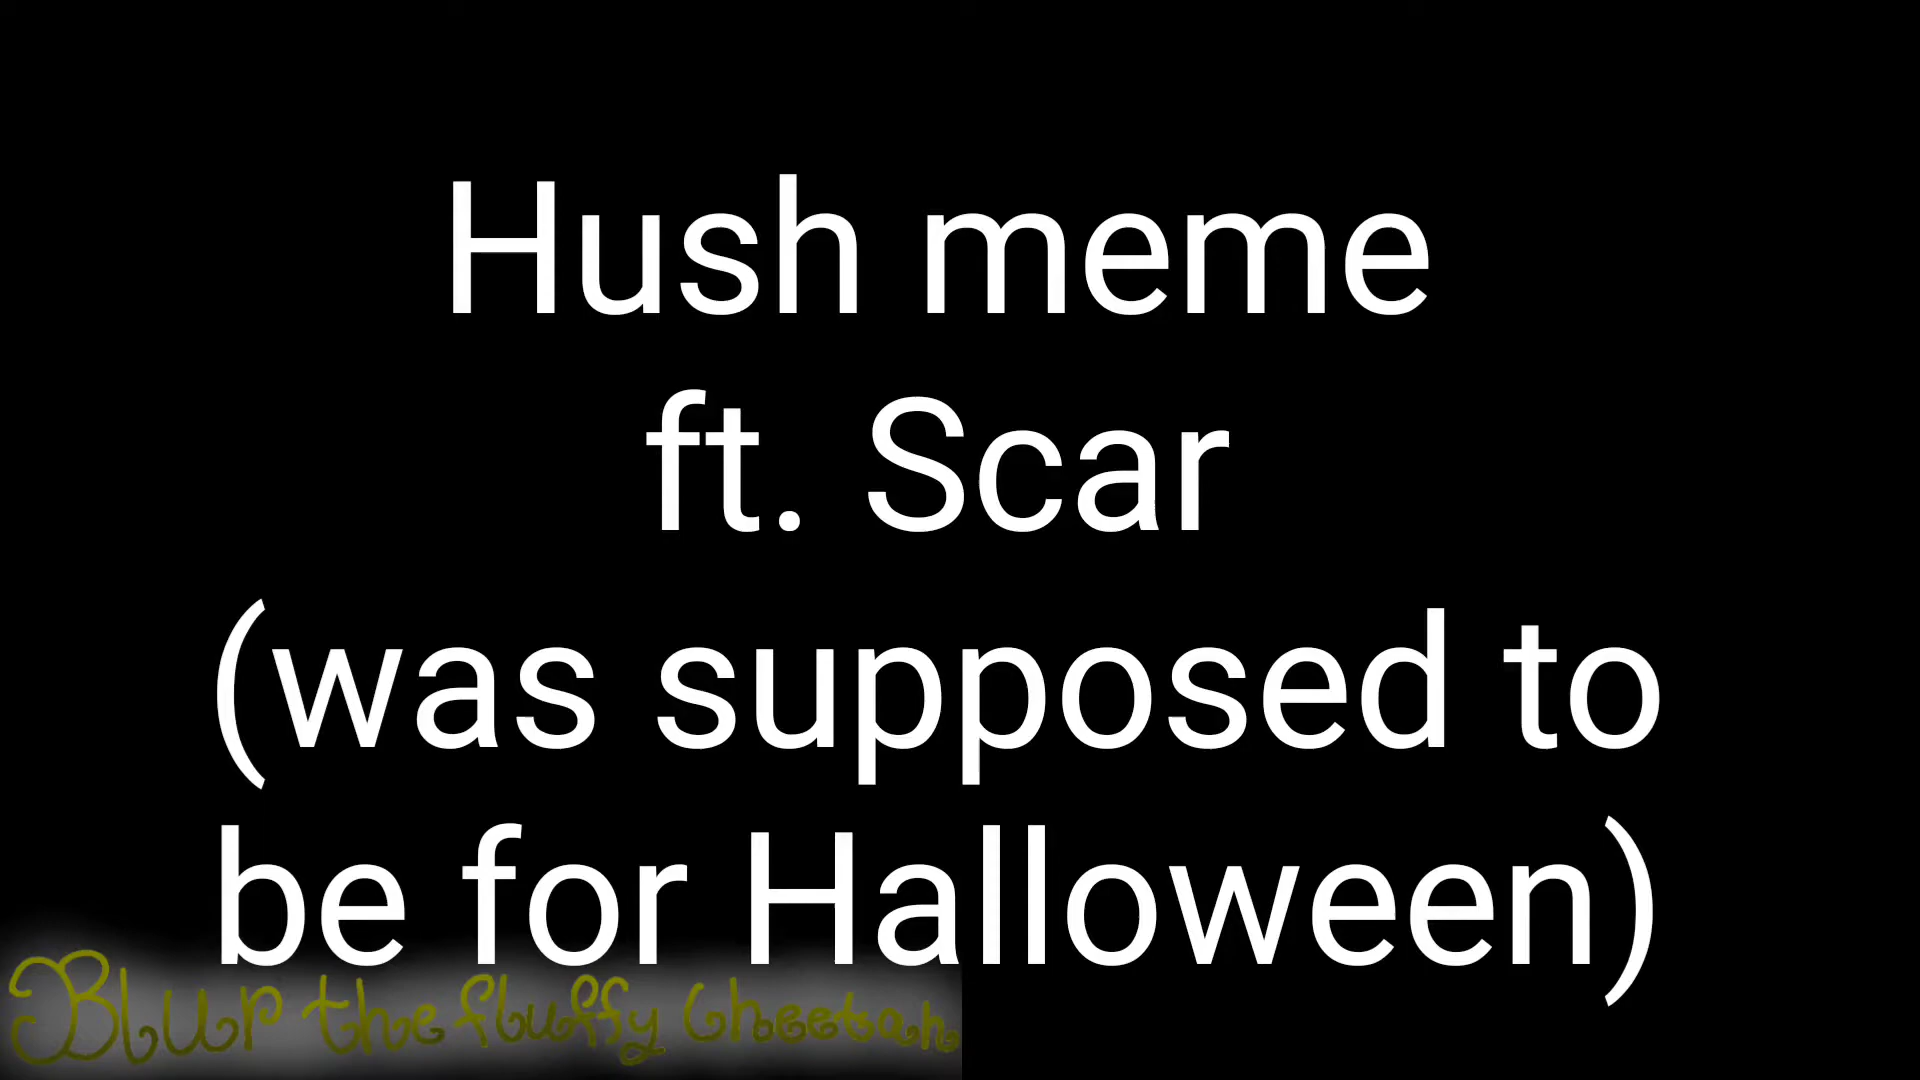 Hush meme
ft. Scar
(was supposed to
be for Halloween)
Blur the fluffy Cheetah